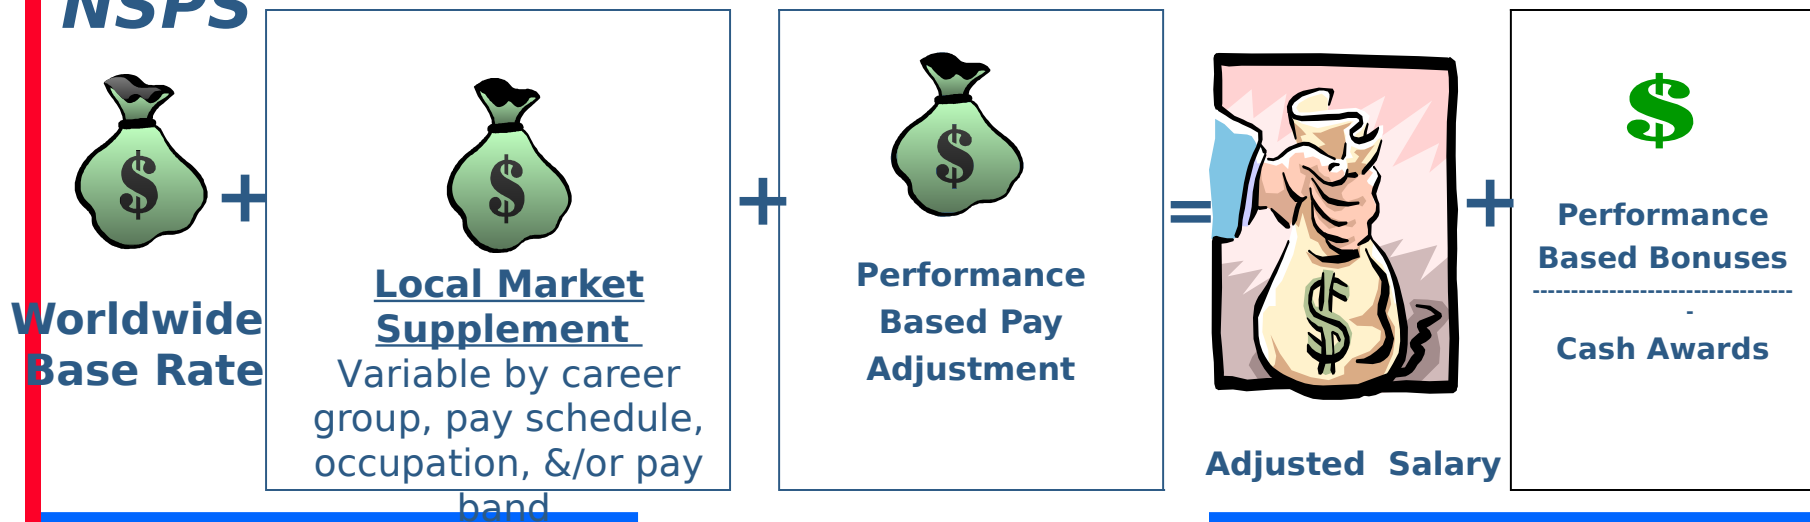 NSPS
+
+
=
+
$
$
$
$
$
Worldwide
Base Rate
Local Market
Supplement
Variable by career
group, pay schedule,
occupation, &/or pay
band
Performance
Based Pay
Adjustment
Adjusted Salary
Performance
Based Bonuses
----------------------------------
-
Cash Awards